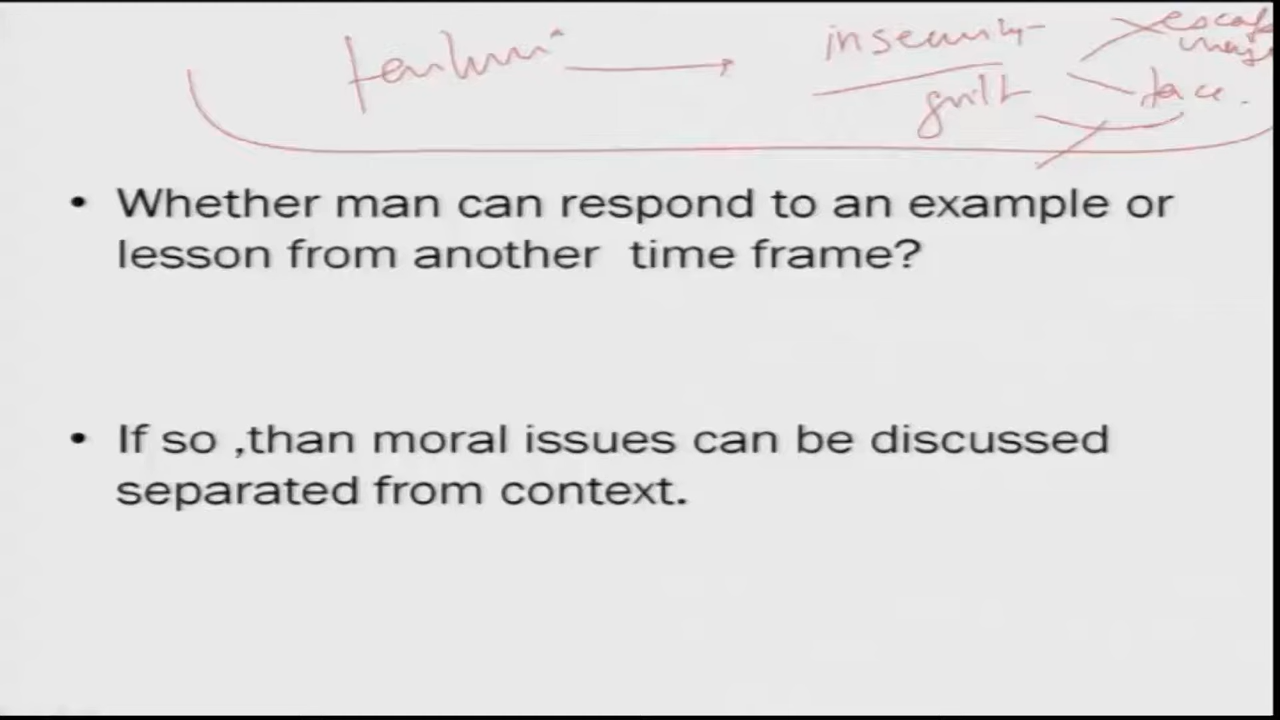 insecurity
guilt
face.
• Whether man can respond to an example or
lesson from another time frame?
• If so ,than moral issues can be discussed
separated from context.